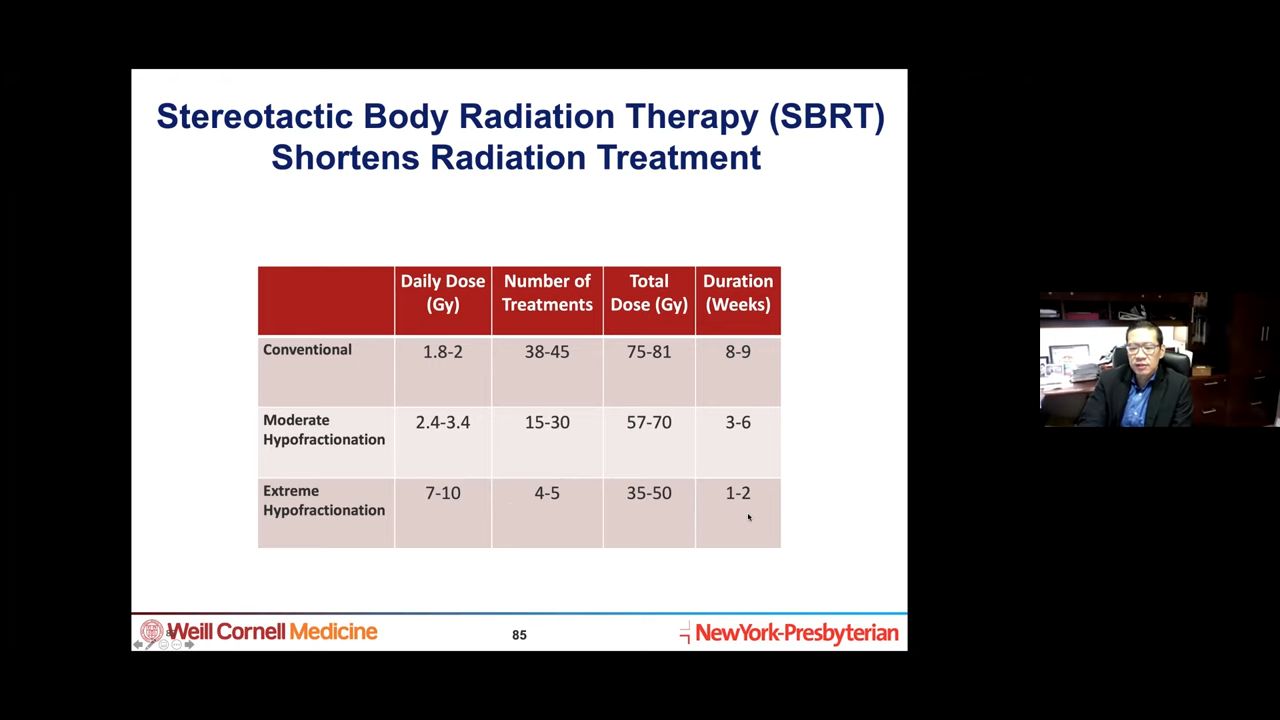 Stereotactic Body Radiation Therapy (SBRT)
Shortens Radiation Treatment
Daily Dose (Gy)
Number of Treatments
Total Dose (Gy)
Duration (Weeks)
Conventional 1.8-2 38-45 75-81 8-9
Moderate Hypofractionation 2.4-3.4 15-30 57-70 3-6
Extreme Hypofractionation 7-10 4-5 35-50 1-2
Weill Cornell Medicine
85
NewYork-Presbyterian